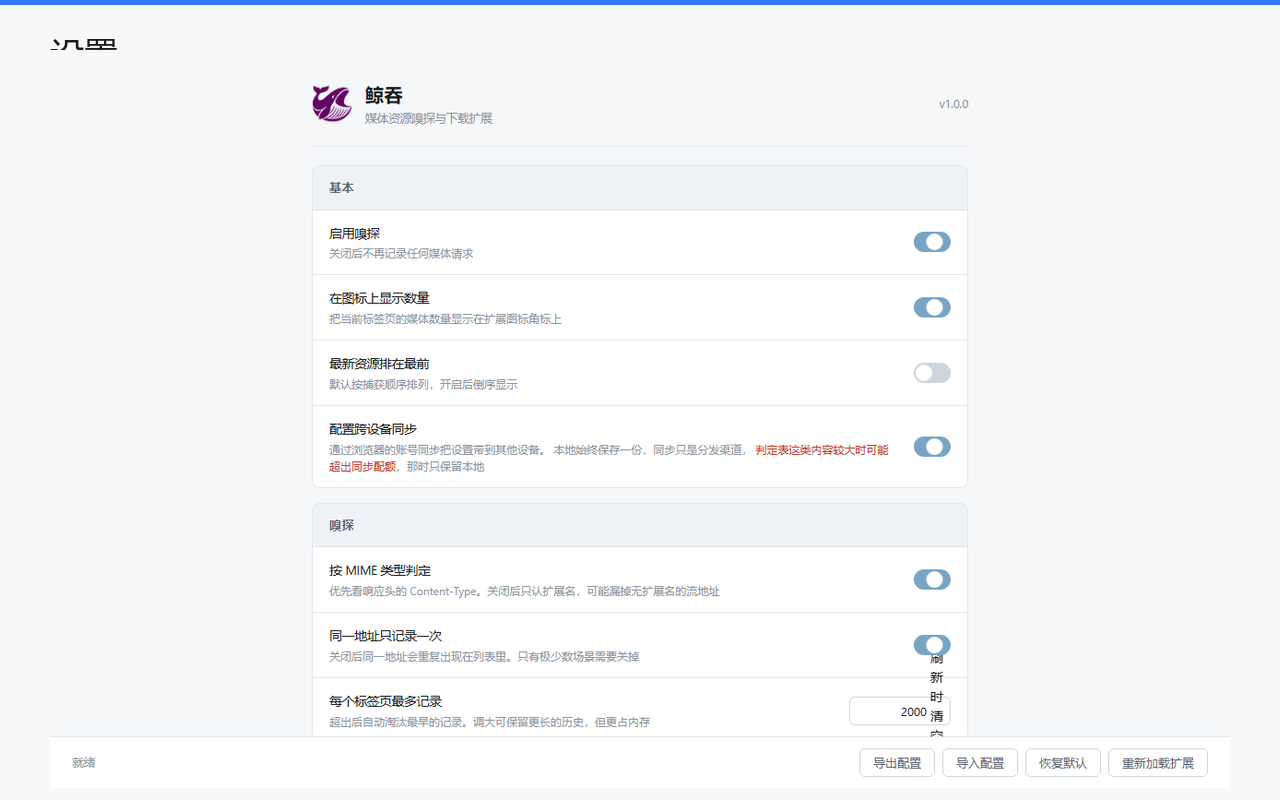 设置
鲸吞
媒体资源嗅探与下载扩展
v1.0.0
基本
启用嗅探
关闭后不再记录任何媒体请求
在图标上显示数量
把当前标签页的媒体数量显示在扩展图标角标上
最新资源排在最前
默认按捕获顺序排列，开启后倒序显示
配置跨设备同步
通过浏览器的账号同步把设置带到其他设备。 本地始终保存一份，同步只是分发渠道， 判定表这类内容较大时可能
超出同步配额，那时只保留本地
嗅探
按 MIME 类型判定
优先看响应头的 Content-Type。关闭后只认扩展名，可能漏掉无扩展名的流地址
同一地址只记录一次
关闭后同一地址会重复出现在列表里。只有极少数场景需要关掉
刷
新
时
清
空
每个标签页最多记录
超出后自动淘汰最早的记录。调大可保留更长的历史，但更占内存
2000
就绪
导出配置
导入配置
恢复默认
重新加载扩展